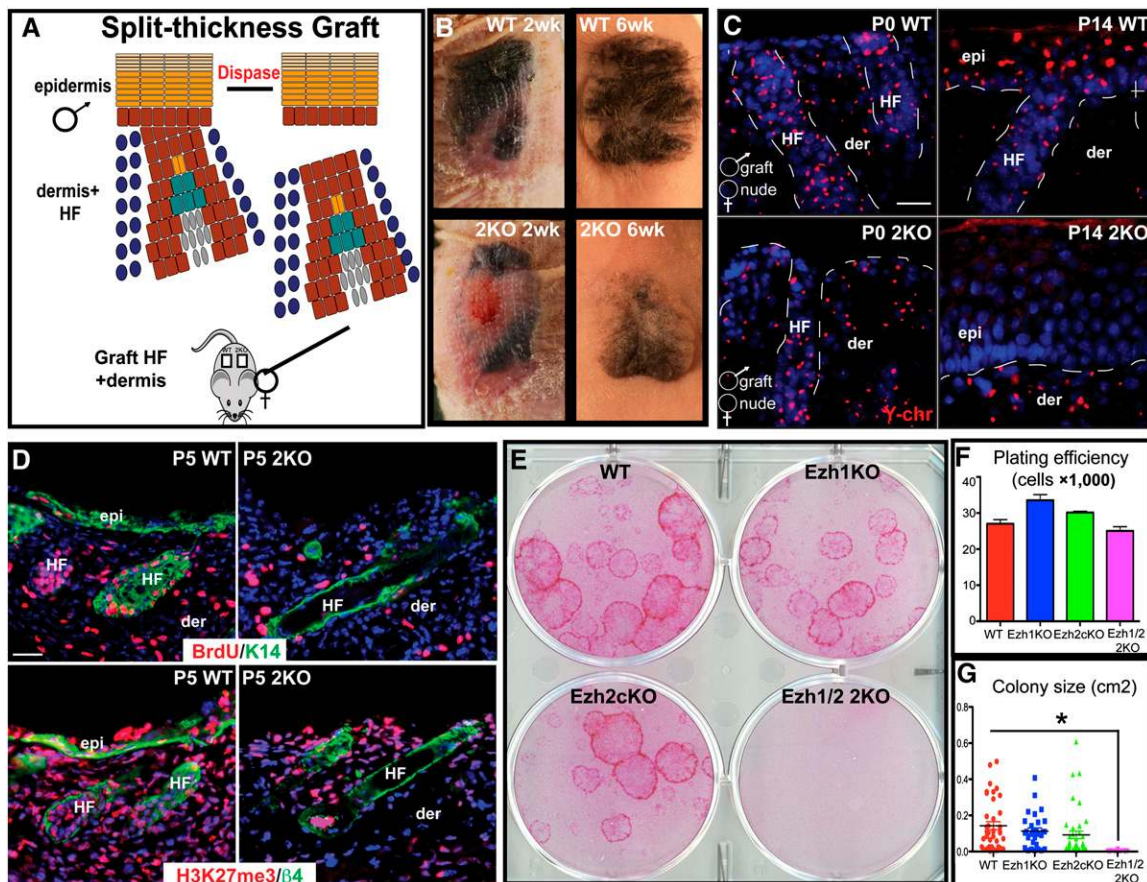 A
Split-thickness Graft
epidermis
Dispase
dermis+
HF
WT 2KO
Graft HF
+dermis
B
WT 2wk
WT 6wk
2KO 2wk
2KO 6wk
C
P0 WT
P14 WT
epi
HF
HF
der
HF
der
graft
nude
P0 2KO
P14 2KO
HF
der
epi
der
graft
nude
Y-chr
D
P5 WT
P5 2KO
epi
HF
HF
HF
der
der
BrdU/K14
P5 WT
P5 2KO
epi
HF
HF
HF
der
H3K27me3/β4
E
WT
Ezh1KO
Ezh2cKO
Ezh1/2 2KO
F
Plating efficiency
(cells ×1,000)
40
30
20
10
0
WT
Ezh1KO
Ezh2cKO
Ezh1/2
2KO
G
Colony size (cm2)
0.8
0.6
0.4
0.2
0.0
*
WT
Ezh1KO
Ezh2cKO
Ezh1/2
2KO